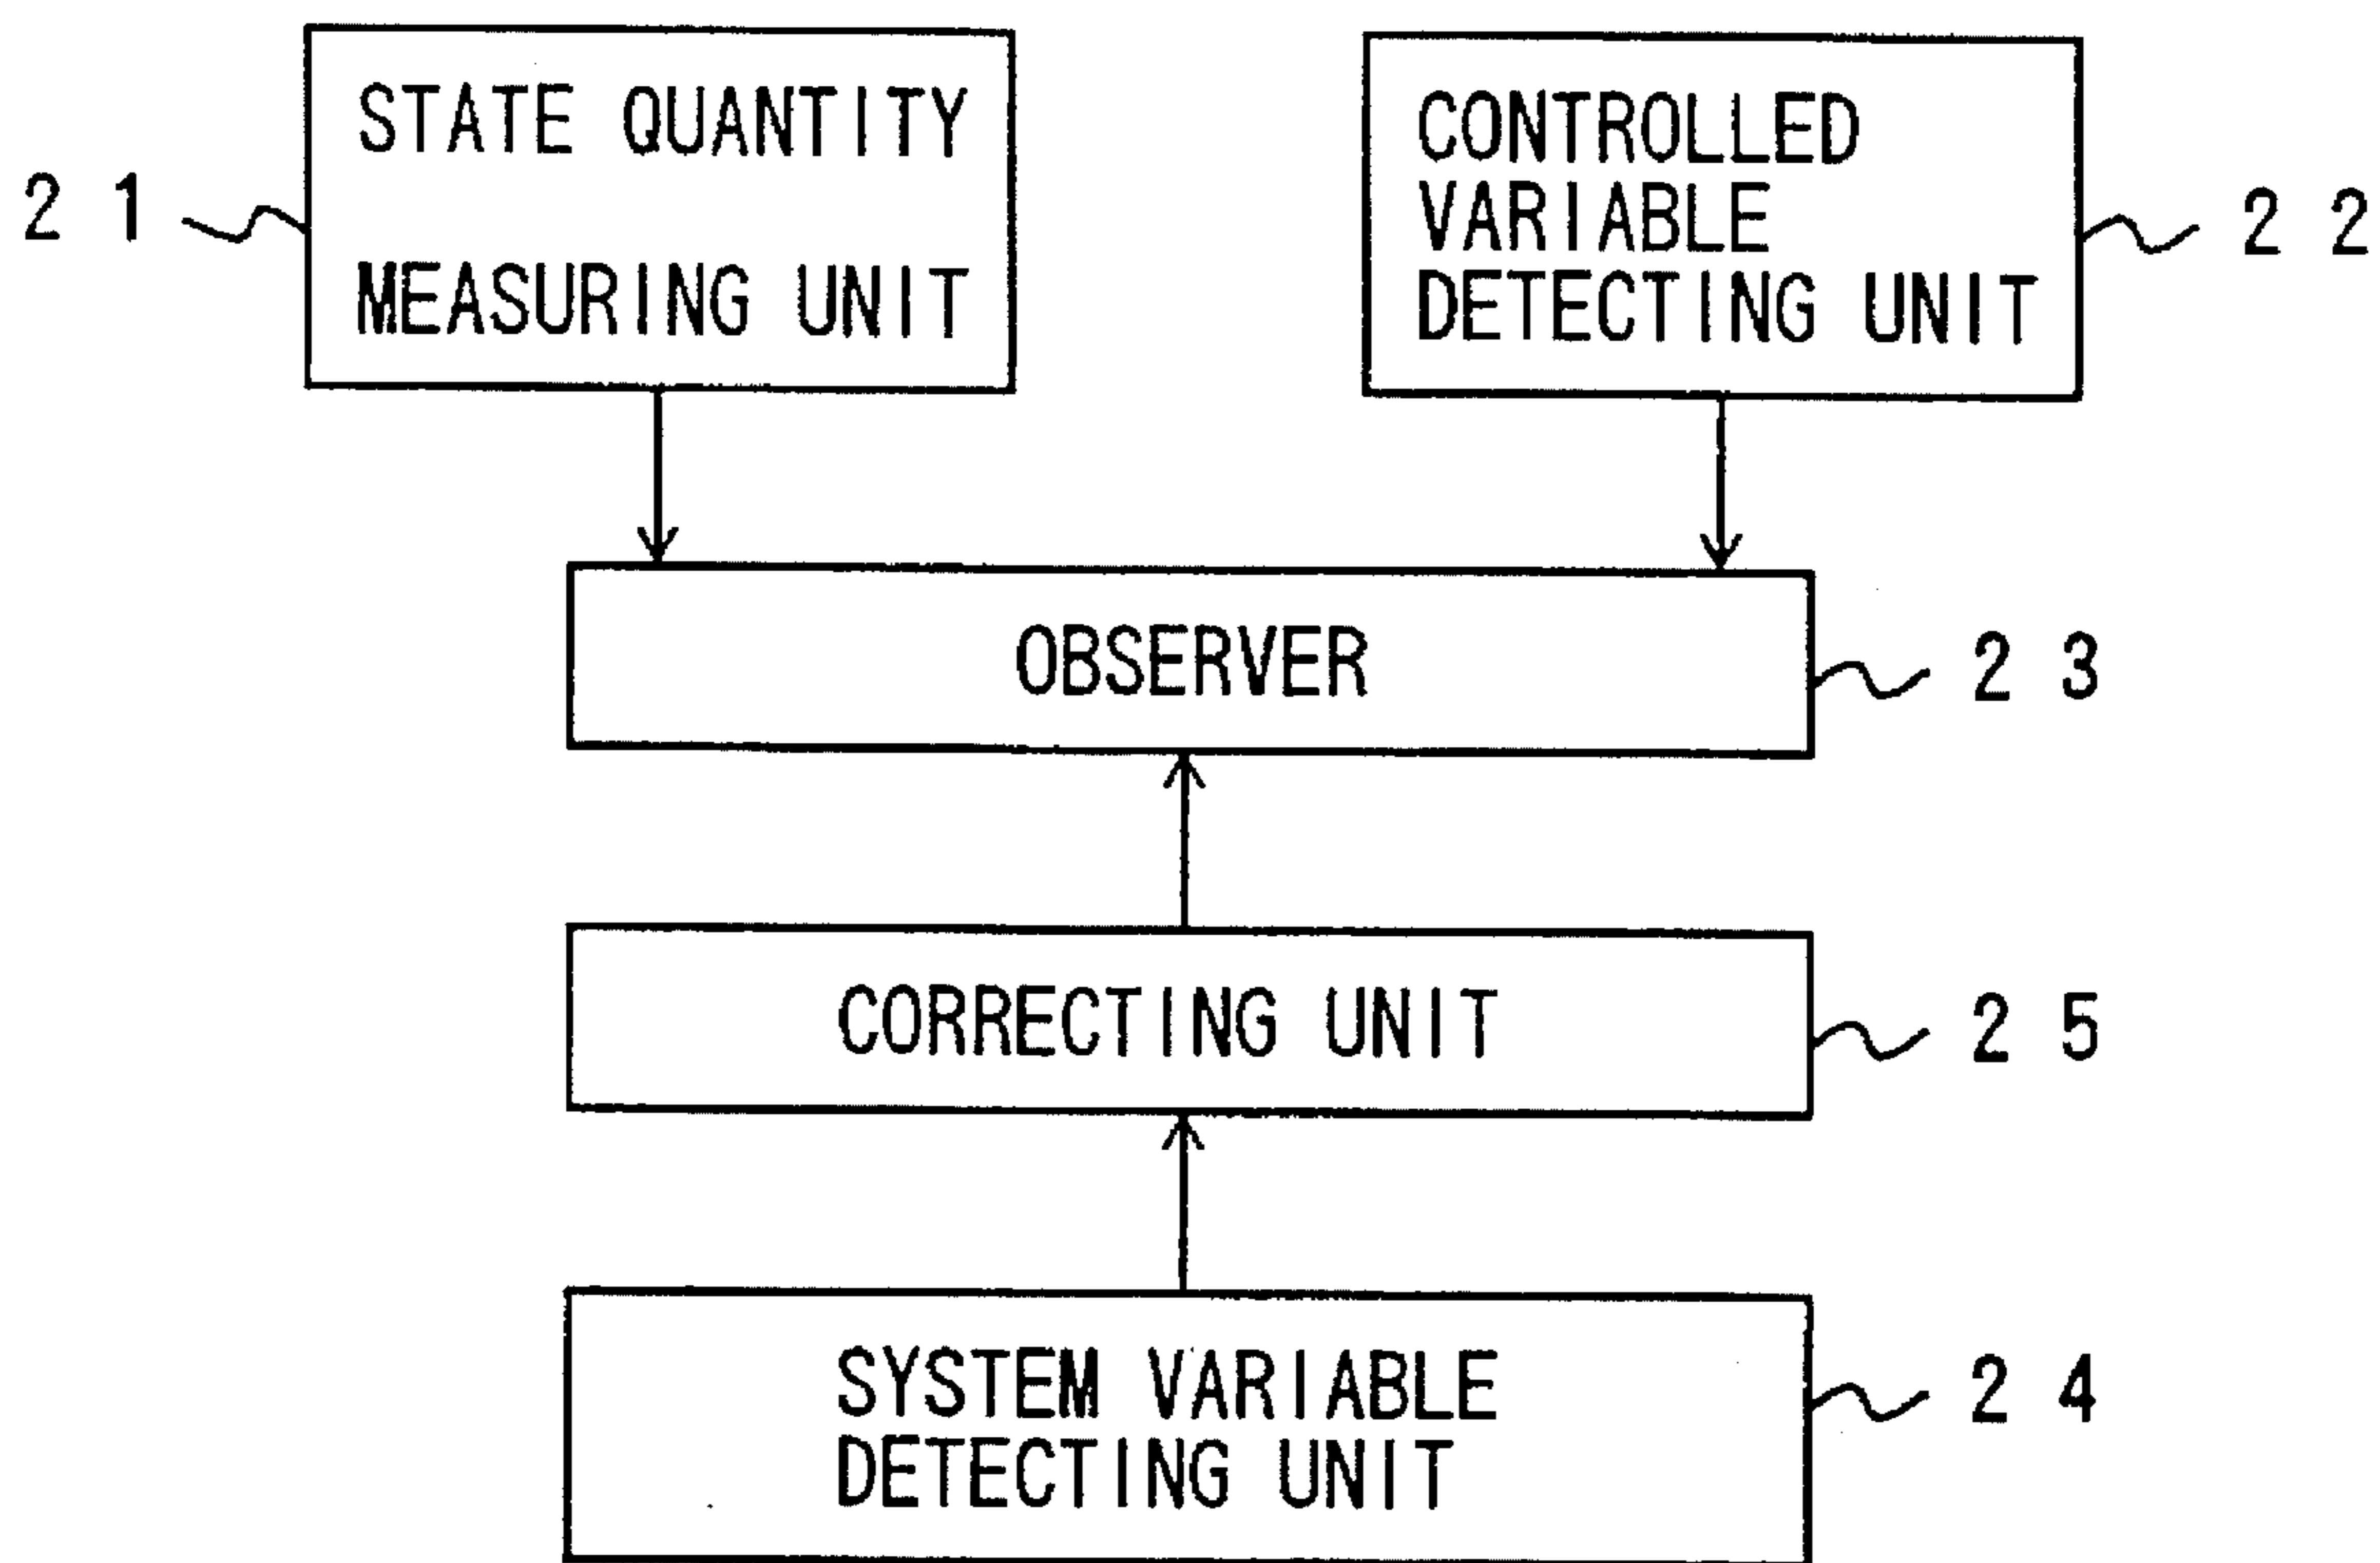 STATE QUANTITY
MEASURING UNIT
21
CONTROLLED
VARIABLE
DETECTING UNIT
22
OBSERVER
23
CORRECTING UNIT
25
SYSTEM VARIABLE
DETECTING UNIT
24